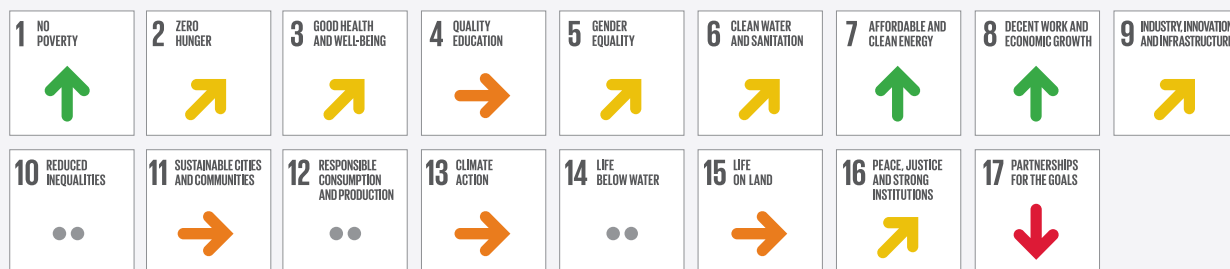 1 NO
POVERTY
2 ZERO
HUNGER
3 GOOD HEALTH
AND WELL-BEING
4 QUALITY
EDUCATION
5 GENDER
EQUALITY
6 CLEAN WATER
AND SANITATION
7 AFFORDABLE AND
CLEAN ENERGY
8 DECENT WORK AND
ECONOMIC GROWTH
9 INDUSTRY, INNOVATION
AND INFRASTRUCTURE
10 REDUCED
INEQUALITIES
11 SUSTAINABLE CITIES
AND COMMUNITIES
12 RESPONSIBLE
CONSUMPTION
AND PRODUCTION
13 CLIMATE
ACTION
14 LIFE
BELOW WATER
15 LIFE
ON LAND
16 PEACE, JUSTICE
AND STRONG
INSTITUTIONS
17 PARTNERSHIPS
FOR THE GOALS